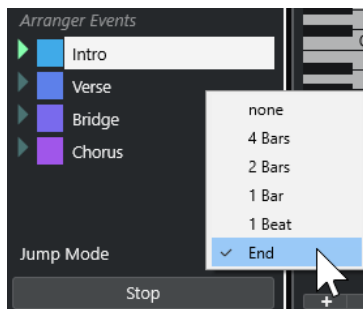 Arranger Events
Intro
Verse
Bridge
Chorus
none
4 Bars
2 Bars
1 Bar
1 Beat
End
Jump Mode
Stop